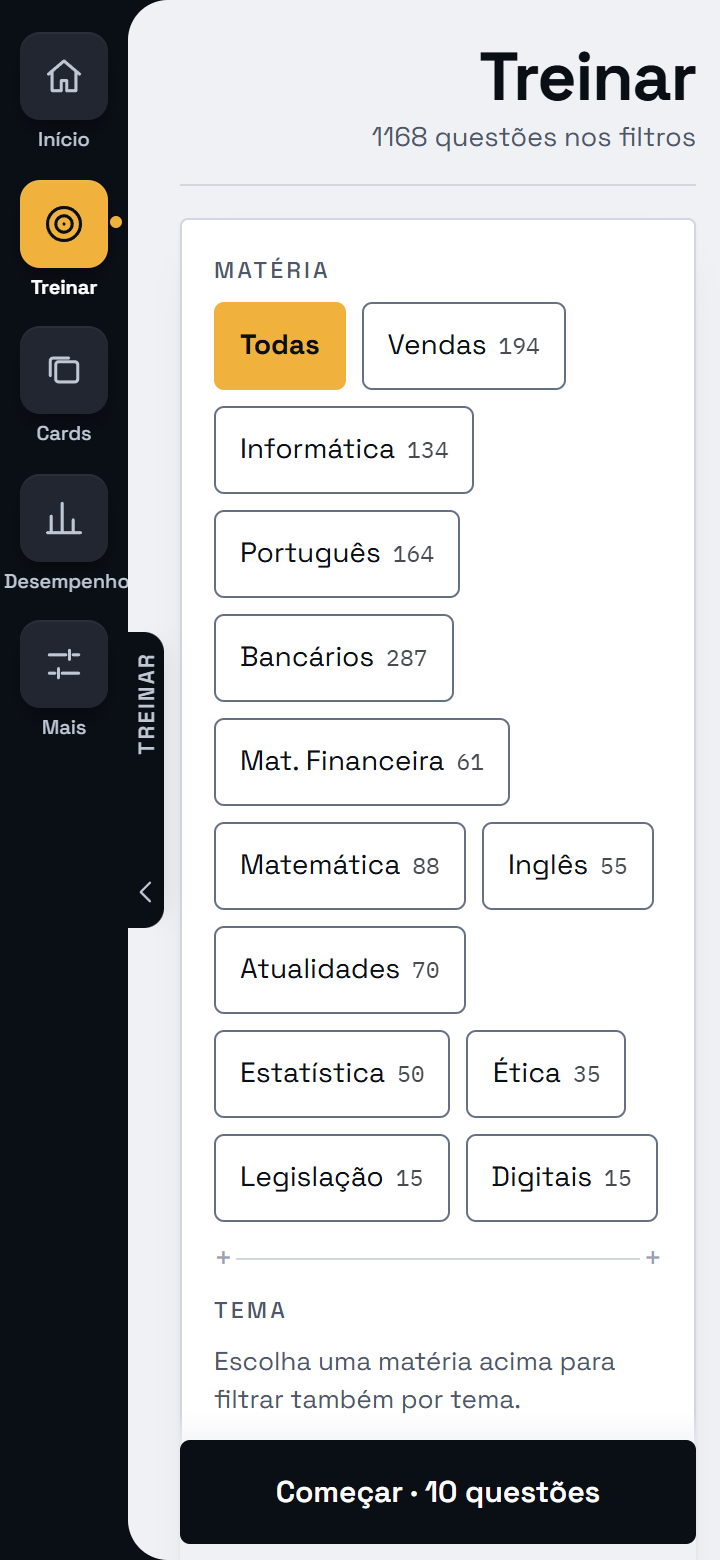 Início
Treinar
Cards
Desempenho
Mais
TREINAR
Treinar
1168 questões nos filtros
MATÉRIA
Todas
Vendas 194
Informática 134
Português 164
Bancários 287
Mat. Financeira 61
Matemática 88
Inglês 55
Atualidades 70
Estatística 50
Ética 35
Legislação 15
Digitais 15
+ +
TEMA
Escolha uma matéria acima para
filtrar também por tema.
Começar · 10 questões